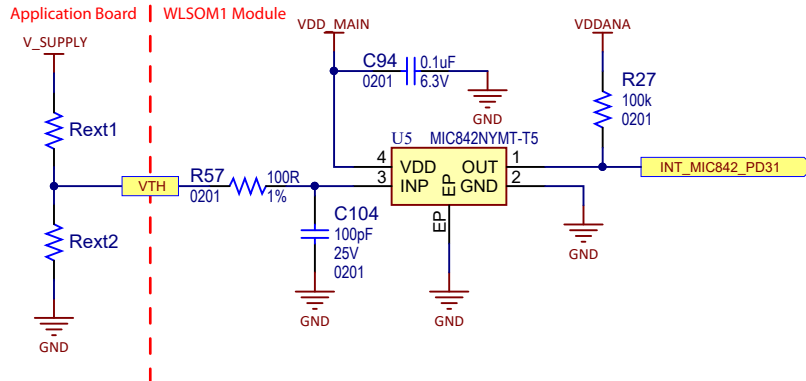 Application Board
WLSOM1 Module
V_SUPPLY
VDD_MAIN
VDDANA
C94
0201
0.1uF
6.3V
GND
R27
100k
0201
Rext1
U5
MIC842NYMT-T5
VTH
R57
0201
100R
1%
4
3
VDD
INP
EP
OUT
GND
1
2
INT_MIC842_PD31
Rext2
C104
100pF
25V
0201
EP
GND
GND
GND
GND